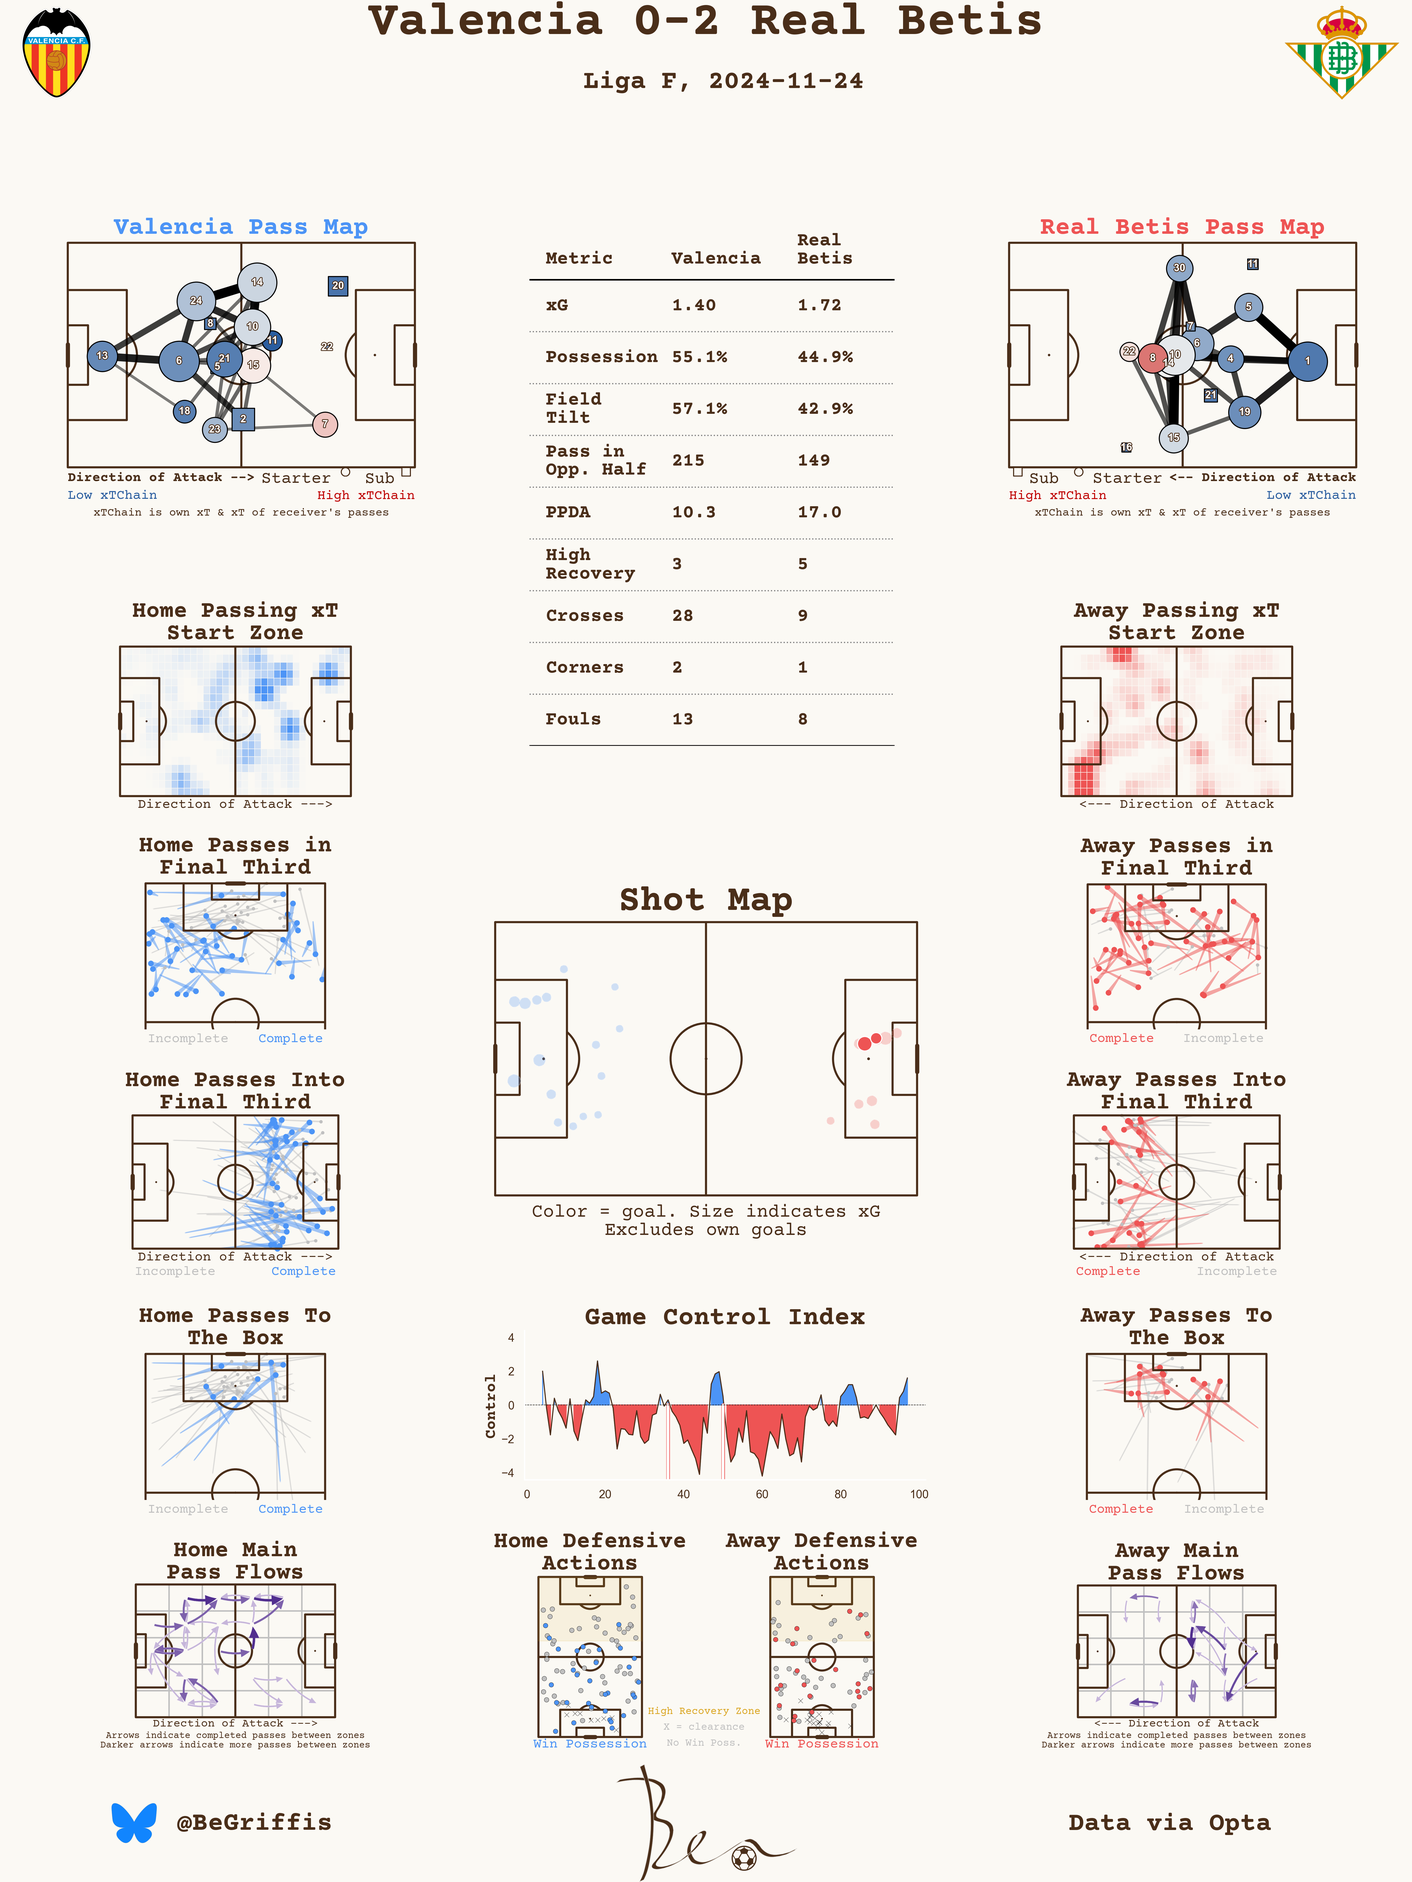 Valencia 0-2 Real Betis
Liga F, 2024-11-24
VALENCIA C.F.
Valencia Pass Map
14
20
24
8
10
11
22
13
6
21
5
15
18
2
23
7
Direction of Attack --> Starter Sub
Low xTChain High xTChain
xTChain is own xT & xT of receiver's passes
Metric Valencia Real Betis
xG 1.40 1.72
Possession 55.1% 44.9%
Field Tilt 57.1% 42.9%
Pass in Opp. Half 215 149
PPDA 10.3 17.0
High Recovery 3 5
Crosses 28 9
Corners 2 1
Fouls 13 8
Real Betis Pass Map
30
11
5
7
6
22
8
10
14
4
1
21
19
15
16
Sub Starter <-- Direction of Attack
High xTChain Low xTChain
xTChain is own xT & xT of receiver's passes
Home Passing xT
Start Zone
Direction of Attack --->
Away Passing xT
Start Zone
<--- Direction of Attack
Home Passes in
Final Third
Incomplete Complete
Away Passes in
Final Third
Complete Incomplete
Shot Map
Color = goal. Size indicates xG
Excludes own goals
Home Passes Into
Final Third
Direction of Attack --->
Incomplete Complete
Away Passes Into
Final Third
<--- Direction of Attack
Complete Incomplete
Home Passes To
The Box
Incomplete Complete
Game Control Index
Control
4
2
0
−2
−4
0 20 40 60 80 100
Away Passes To
The Box
Complete Incomplete
Home Main
Pass Flows
Direction of Attack --->
Arrows indicate completed passes between zones
Darker arrows indicate more passes between zones
Home Defensive
Actions
Win Possession
High Recovery Zone
X = clearance
No Win Poss.
Away Defensive
Actions
Win Possession
Away Main
Pass Flows
<--- Direction of Attack
Arrows indicate completed passes between zones
Darker arrows indicate more passes between zones
@BeGriffis
Ben
Data via Opta